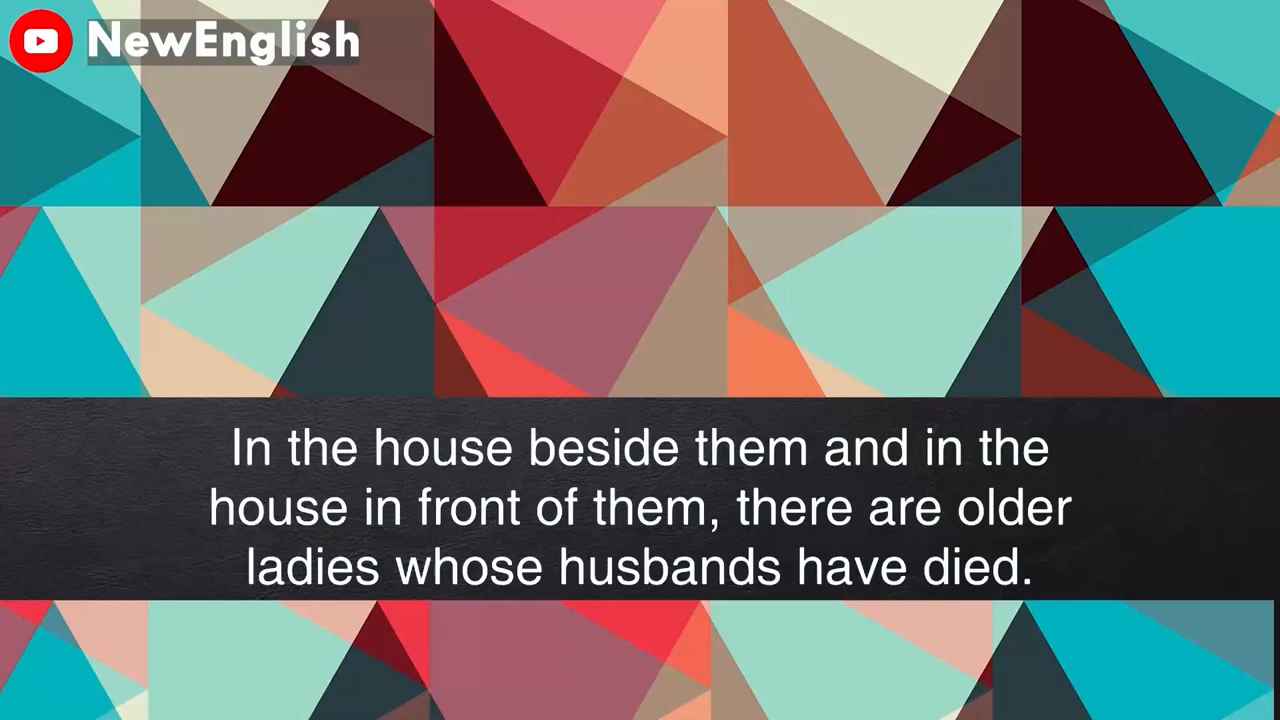 NewEnglish
In the house beside them and in the
house in front of them, there are older
ladies whose husbands have died.